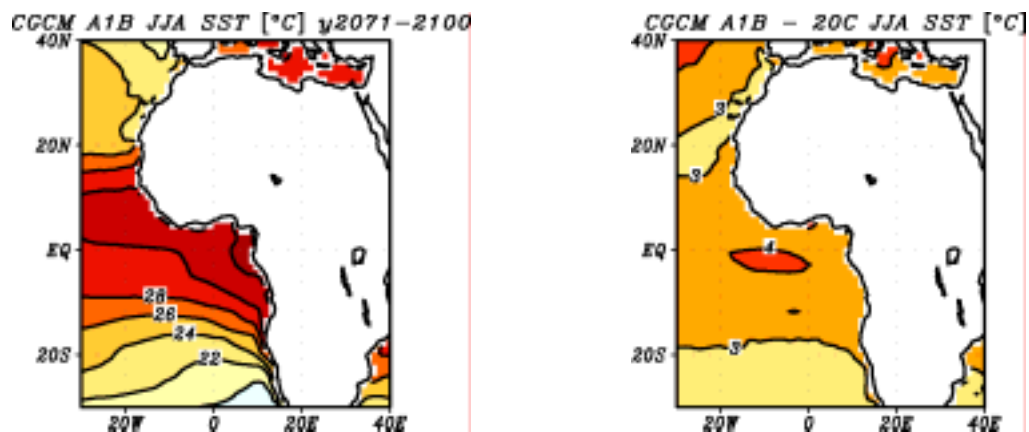 CGCM A1B JJA SST [°C] y2071-2100
40N
20N
EQ
20S
28
26
24
22
20W
0
20E
40E
CGCM A1B - 20C JJA SST [°C]
40N
20N
EQ
20S
3
3
4
3
20W
0
20E
40E